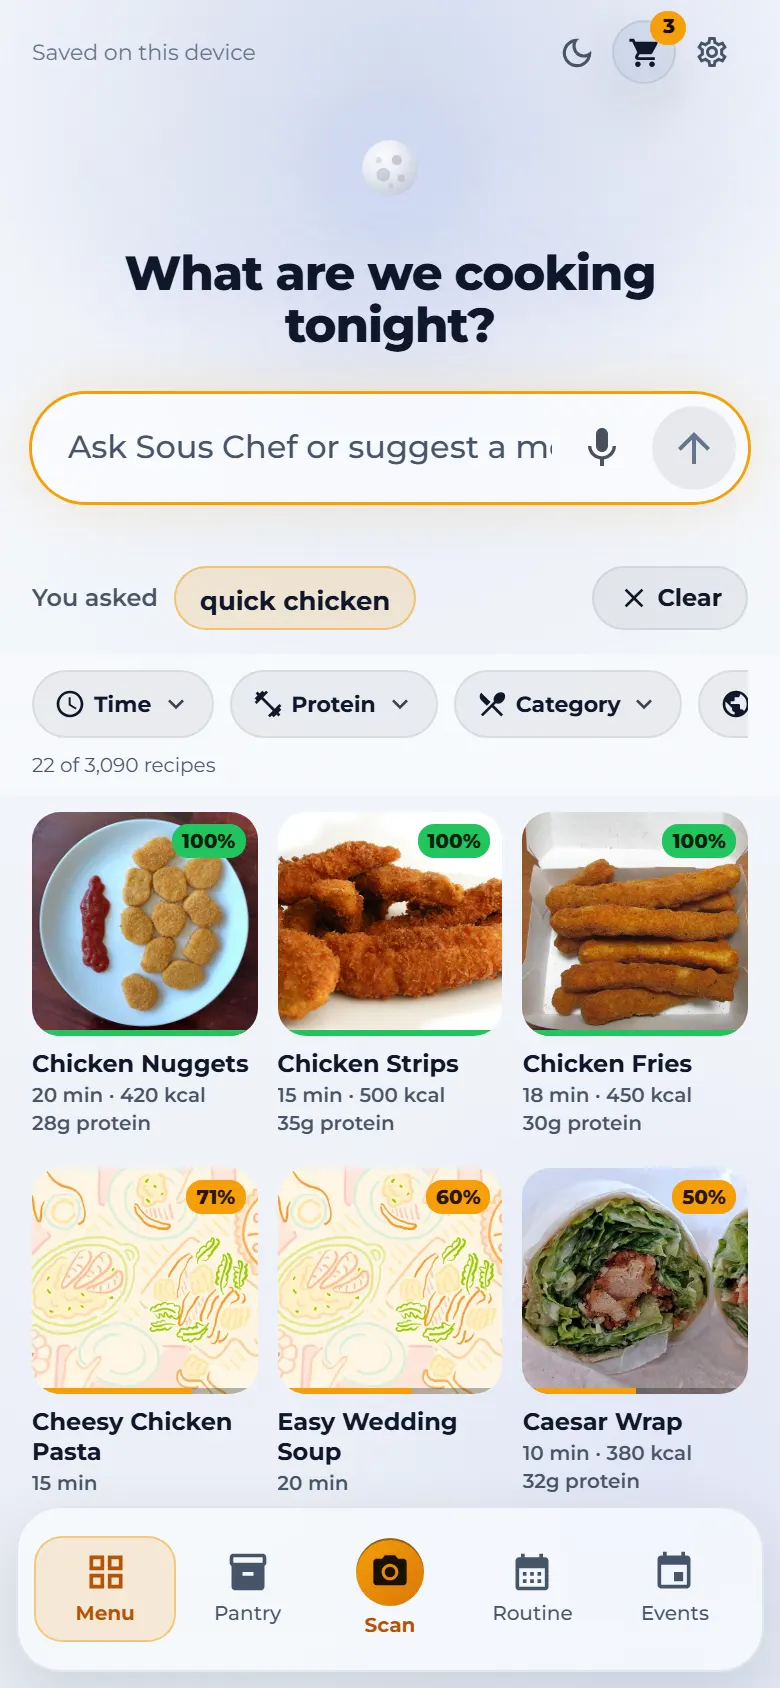 Saved on this device
3
What are we cooking
tonight?
Ask Sous Chef or suggest a me
You asked
quick chicken
Clear
Time
Protein
Category
22 of 3,090 recipes
100%
100%
100%
Chicken Nuggets
20 min · 420 kcal
28g protein
Chicken Strips
15 min · 500 kcal
35g protein
Chicken Fries
18 min · 450 kcal
30g protein
71%
60%
50%
Cheesy Chicken
Pasta
15 min
Easy Wedding
Soup
20 min
Caesar Wrap
10 min · 380 kcal
32g protein
Menu
Pantry
Scan
Routine
Events